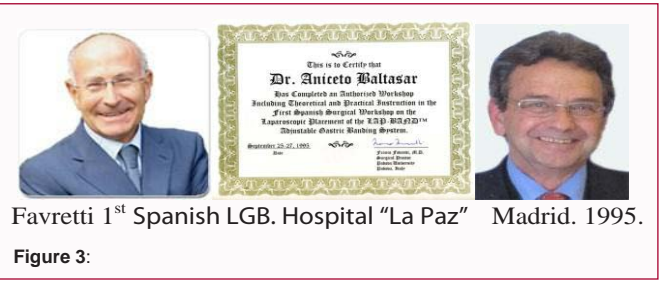 This is to Certify that
Dr. Aniceto Baltasar
Has Completed an Authorized Workshop
Including Theoretical and Practical Instruction in the
First Spanish Surgical Workshop on the
Laparoscopic Placement of the LAP-BAND™
Adjustable Gastric Banding System.
September 25-27, 1995
Date
Franco Favretti, M.D.
Surgical Proctor
Padova University
Padova, Italy
Favretti 1st Spanish LGB. Hospital “La Paz” Madrid. 1995.
Figure 3: